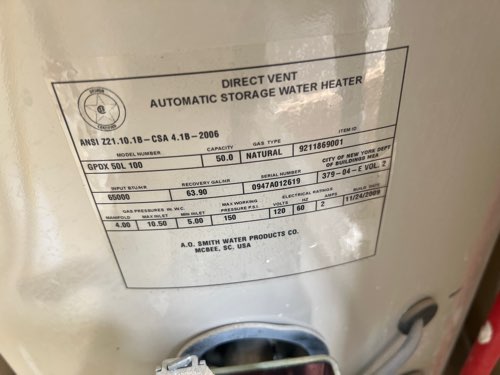 DIRECT VENT
AUTOMATIC STORAGE WATER HEATER
ANSI Z21.10.1B-CSA 4.1B-2006
MODEL NUMBER CAPACITY GAS TYPE ITEM ID
GPDX 50L 100 50.0 NATURAL 9211869001
INPUT BTU/HR RECOVERY GAL/HR SERIAL NUMBER CITY OF NEW YORK DEPT OF BUILDINGS MEA
65000 63.90 0947A012619 379-04-E VOL. 2
GAS PRESSURES IN. W.C. MAX WORKING ELECTRICAL RATINGS
MANIFOLD MAX INLET MIN INLET PRESSURE P.S.I. VOLTS HZ AMPS MFG. DATE
4.00 10.50 5.00 150 120 60 2 11/24/2009
A.O. SMITH WATER PRODUCTS CO.
MCBEE, SC, USA